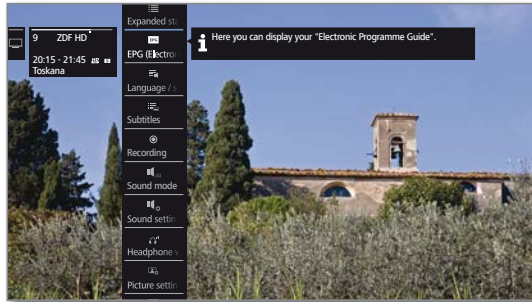 9 ZDF HD
20:15 - 21:45
Toskana
Expanded sta
EPG
EPG (Electron
Language / s
Subtitles
Recording
Sound mode
Sound settin
Headphone v
Picture settin
Here you can display your "Electronic Programme Guide".